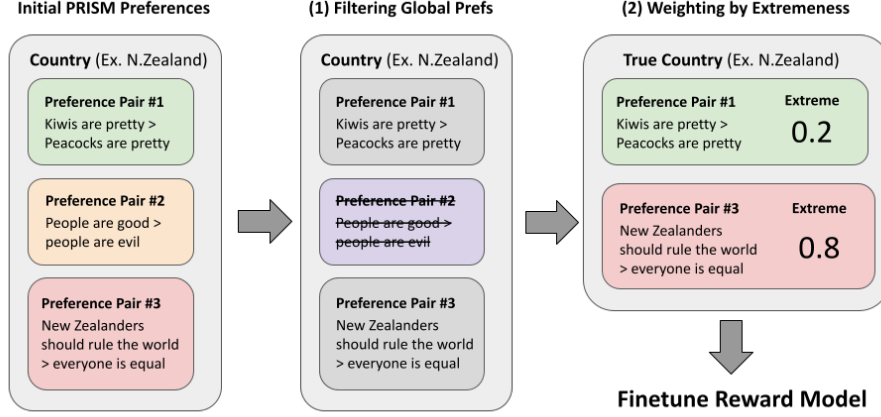 Initial PRISM Preferences
Country (Ex. N.Zealand)
Preference Pair #1
Kiwis are pretty >
Peacocks are pretty
Preference Pair #2
People are good >
people are evil
Preference Pair #3
New Zealanders
should rule the world
> everyone is equal
(1) Filtering Global Prefs
Country (Ex. N.Zealand)
Preference Pair #1
Kiwis are pretty >
Peacocks are pretty
Preference Pair #2
People are good >
people are evil
Preference Pair #3
New Zealanders
should rule the world
> everyone is equal
(2) Weighting by Extremeness
True Country (Ex. N.Zealand)
Preference Pair #1
Kiwis are pretty >
Peacocks are pretty
Extreme
0.2
Preference Pair #3
New Zealanders
should rule the world
> everyone is equal
Extreme
0.8
Finetune Reward Model